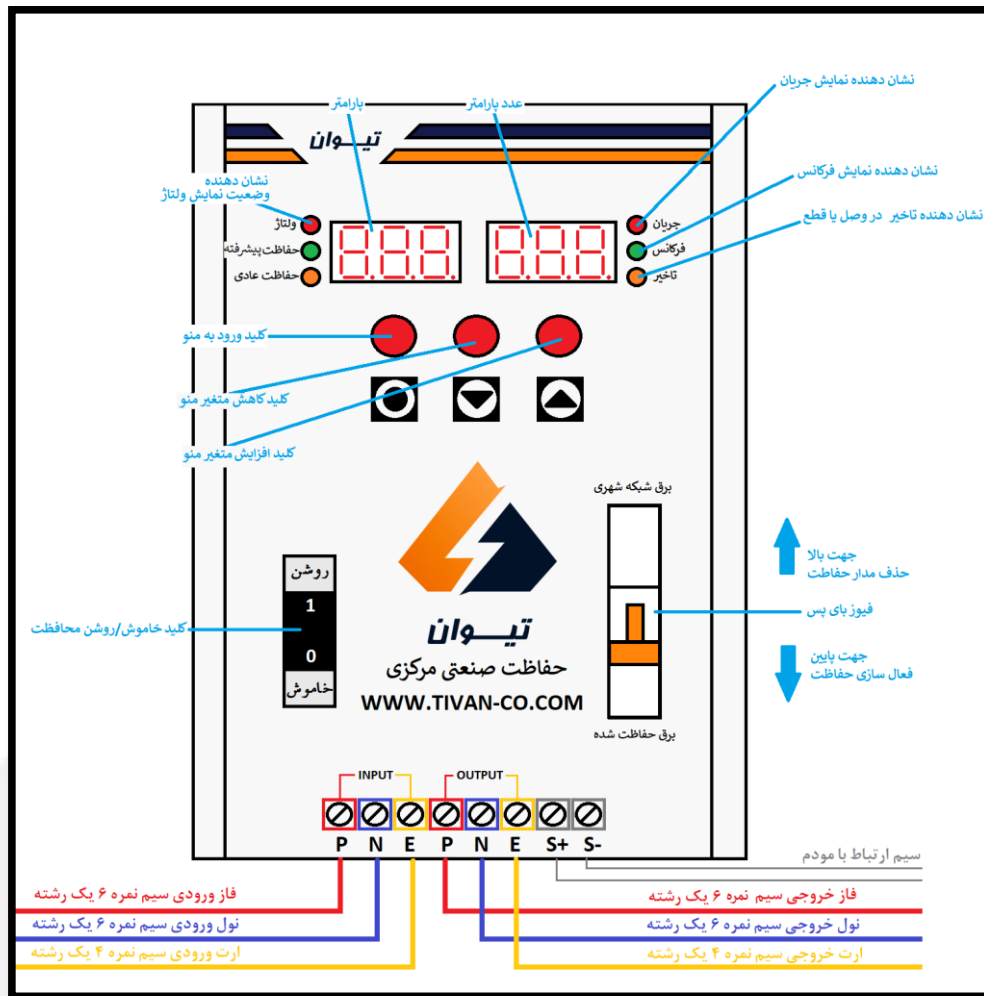 نشان دهنده نمایش جریان
پارامتر
عدد پارامتر
تیوان
نشان دهنده
وضعیت نمایش ولتاژ
نشان دهنده نمایش فرکانس
نشان دهنده تاخیر در وصل یا قطع
ولتاژ
حفاظت پیشرفته
حفاظت عادی
جریان
فرکانس
تاخیر
کلید ورود به منو
کلید کاهش متغیر منو
کلید افزایش متغیر منو
برق شبکه شهری
جهت بالا
حذف مدار حفاطت
فیوز بای پس
جهت پایین
فعال سازی حفاظت
برق حفاظت شده
روشن
1
0
خاموش
کلید خاموش/روشن محافظت
تیوان
حفاظت صنعتی مرکزی
WWW.TIVAN-CO.COM
INPUT OUTPUT
P N E P N E S+ S-
سیم ارتباط با مودم
فاز ورودی سیم نمره ۶ یک رشته
فاز خروجی سیم نمره ۶ یک رشته
نول ورودی سیم نمره ۶ یک رشته
نول خروجی سیم نمره ۶ یک رشته
ارت ورودی سیم نمره ۴ یک رشته
ارت خروجی سیم نمره ۴ یک رشته